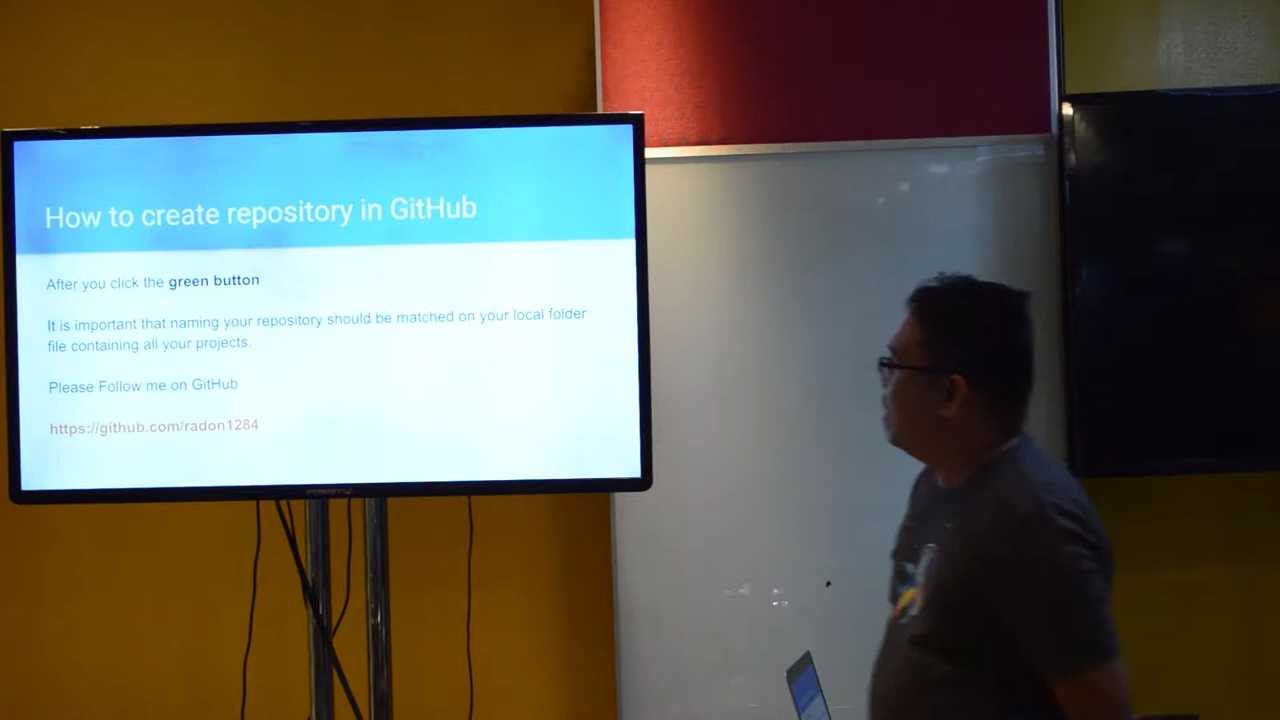 How to create repository in GitHub
After you click the green button
It is important that naming your repository should be matched on your local folder
file containing all your projects.
Please Follow me on GitHub
https://github.com/radon1284